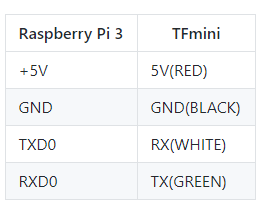 Raspberry Pi 3 TFmini
+5V 5V(RED)
GND GND(BLACK)
TXD0 RX(WHITE)
RXD0 TX(GREEN)